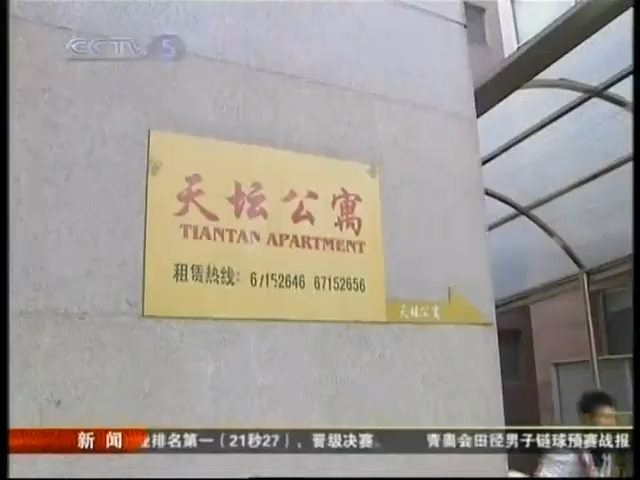 CCTV 5
天坛公寓
TIANTAN APARTMENT
租赁热线: 67152646 67152656
天坛公寓
新闻
排名第一(21秒27),晋级决赛。 青奥会田径男子链球预赛战报